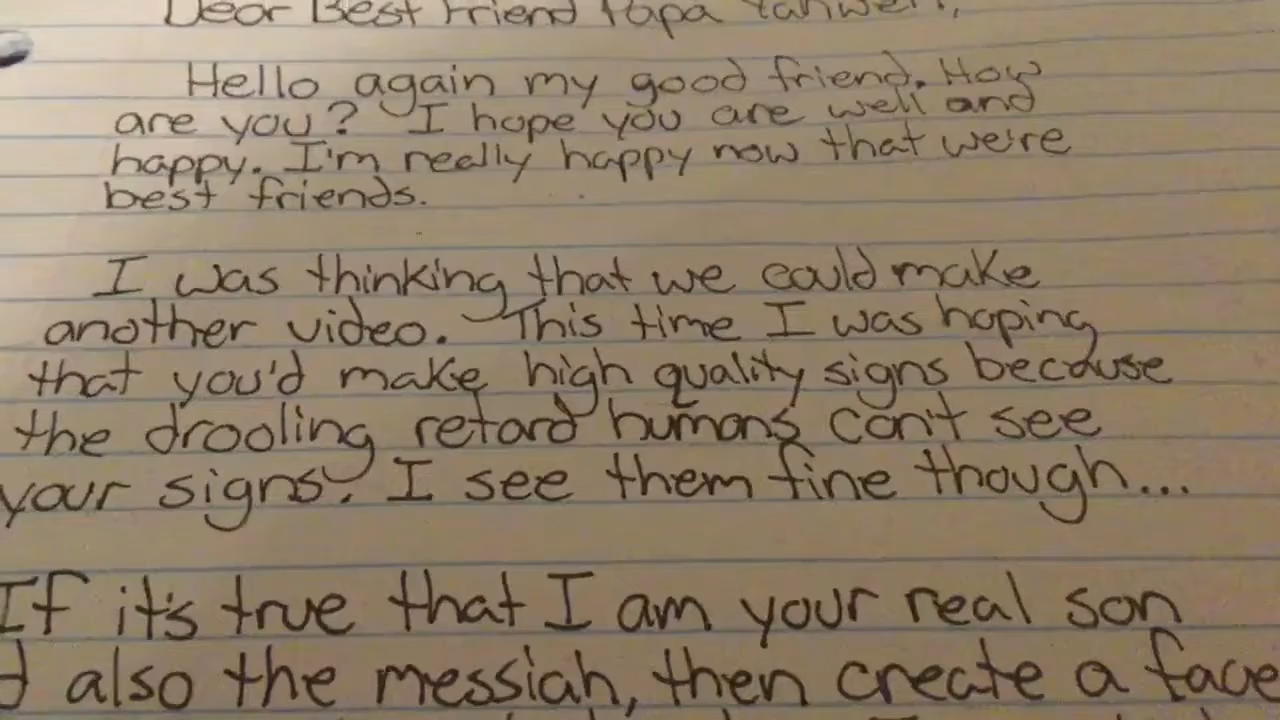 Dear Best Friend Papa Yahweh,
Hello again my good friend. How
are you? I hope you are well and
happy. I'm really happy now that we're
best friends.
I was thinking that we could make
another video. This time I was hoping
that you'd make high quality signs because
the drooling retard humans can't see
your signs. I see them fine though...
If it's true that I am your real son
also the messiah, then create a face